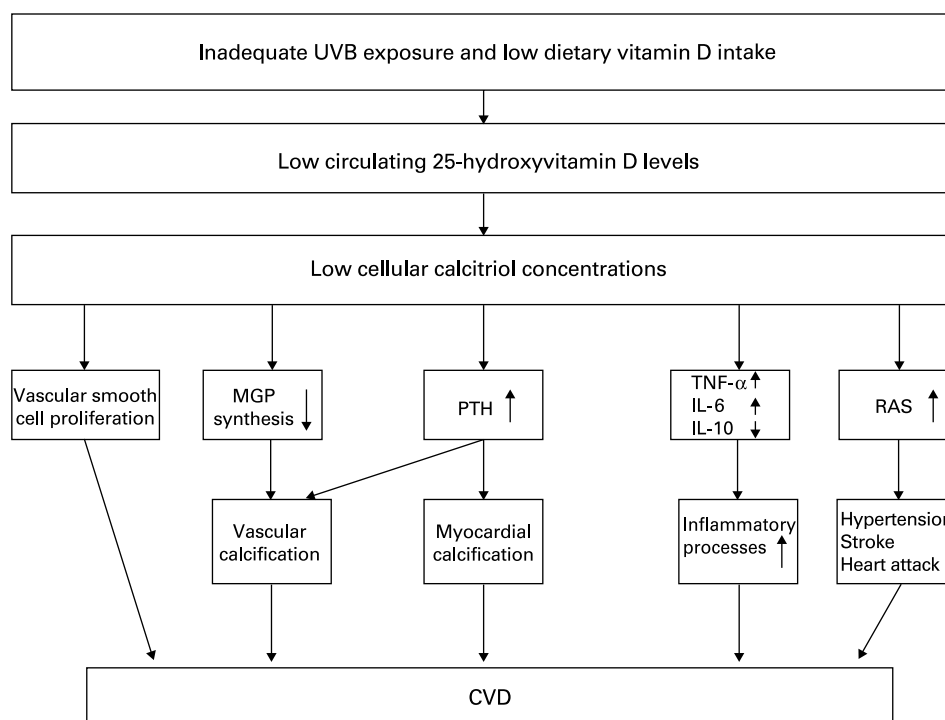 Inadequate UVB exposure and low dietary vitamin D intake
Low circulating 25-hydroxyvitamin D levels
Low cellular calcitriol concentrations
Vascular smooth
cell proliferation
MGP
synthesis ↓
PTH ↑
TNF-α ↑
IL-6 ↑
IL-10 ↓
RAS ↑
Vascular
calcification
Myocardial
calcification
Inflammatory
processes ↑
Hypertension
Stroke
Heart attack
CVD